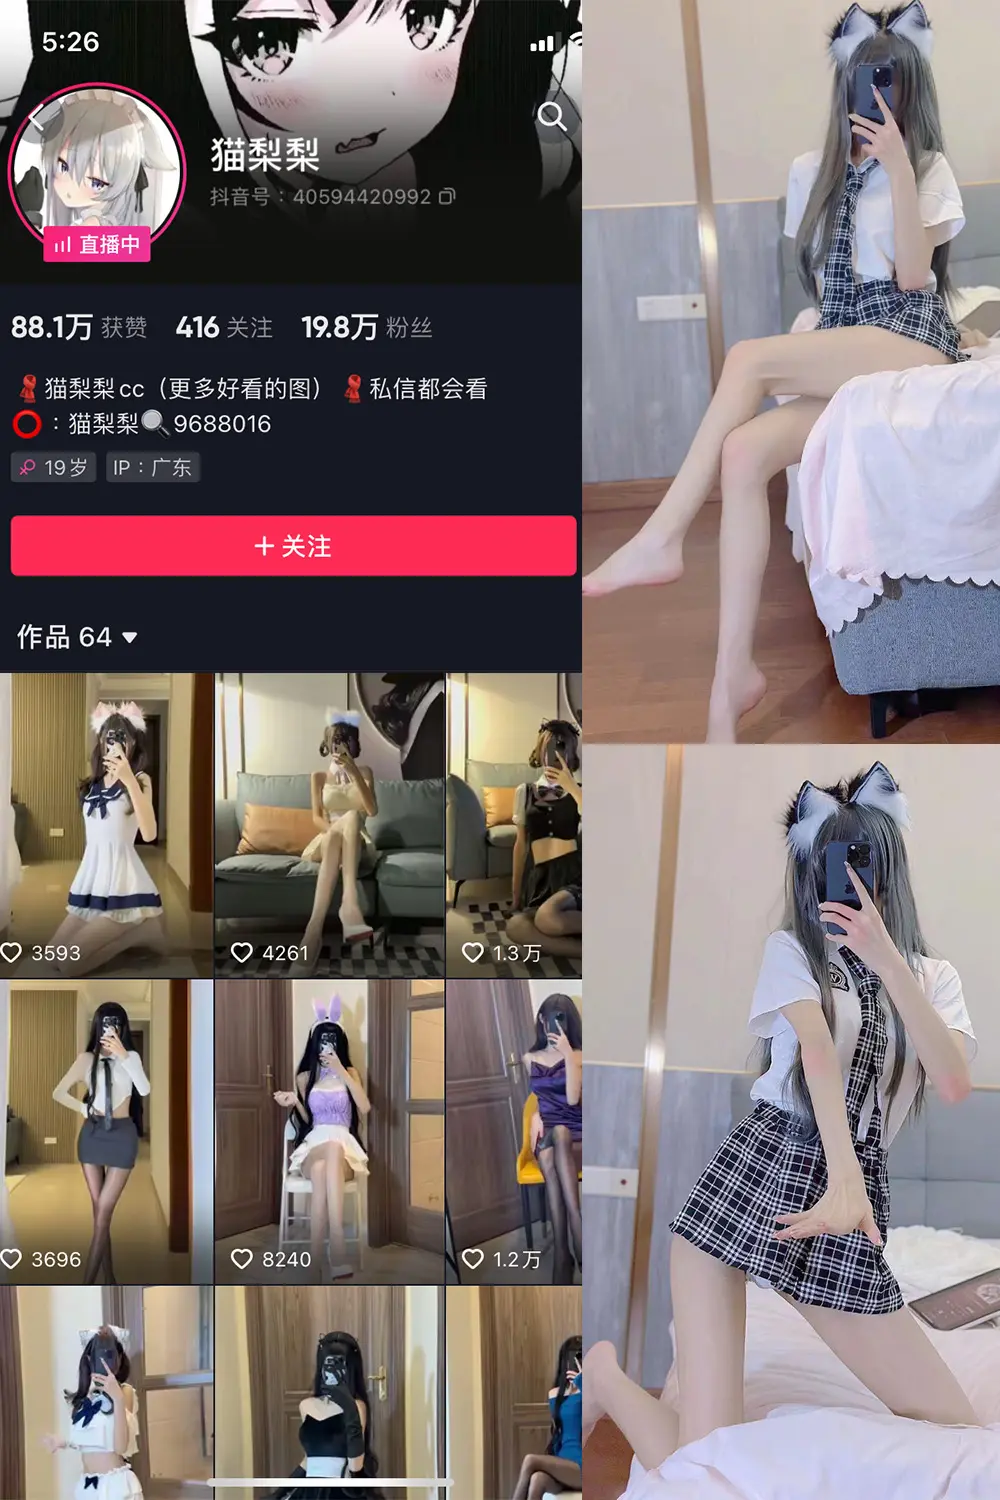 5:26
猫梨梨
抖音号：40594420992
直播中
88.1万 获赞 416 关注 19.8万 粉丝
猫梨梨cc（更多好看的图） 私信都会看
：猫梨梨 9688016
19岁 IP：广东
+ 关注
作品 64
3593
4261
1.3万
3696
8240
1.2万